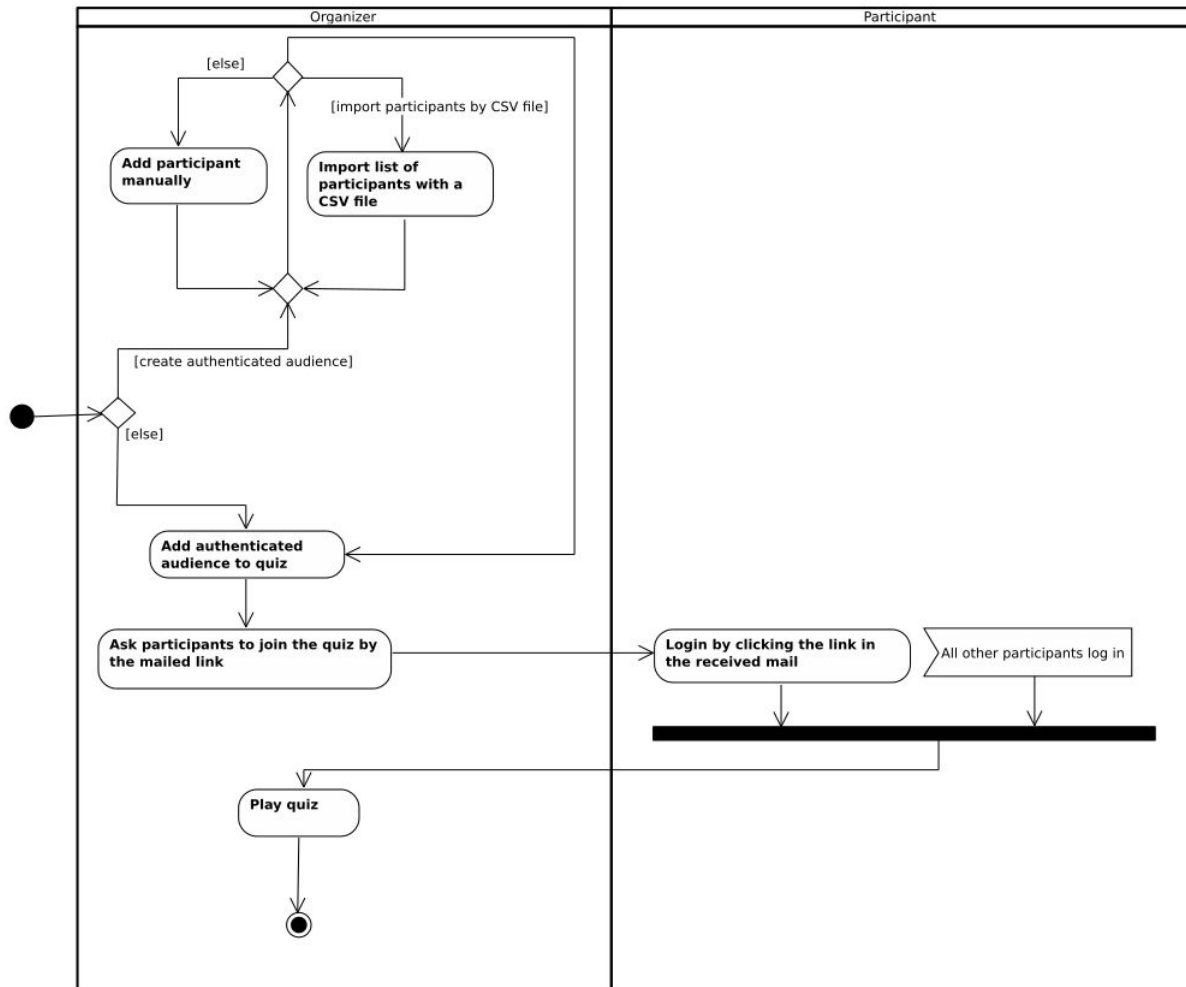 Organizer
Participant
[else]
[import participants by CSV file]
Add participant
manually
Import list of
participants with a
CSV file
[create authenticated audience]
[else]
Add authenticated
audience to quiz
Ask participants to join the quiz by
the mailed link
Login by clicking the link in
the received mail
All other participants log in
Play quiz